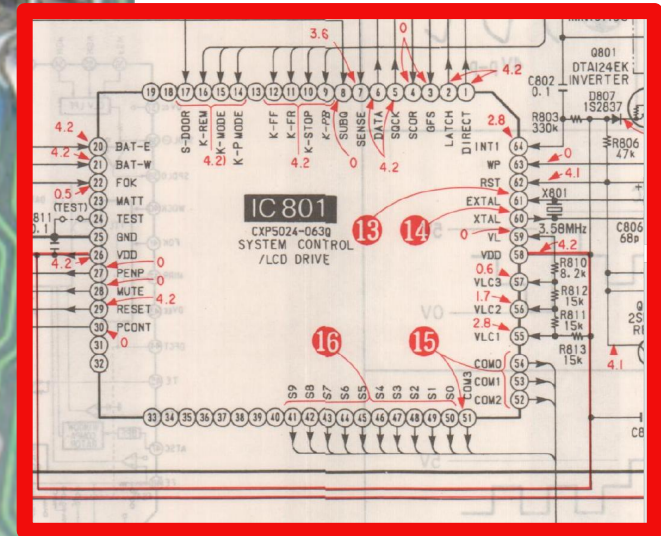 3.6
0
4.2
Q801
DTA124EK
INVERTER
C802
0.1
D807
1S2837
R803
330k
R806
47k
19 18 17 16 15 14 13 12 11 10 9 8 7 6 5 4 3 2 1
S-DOOR
K-REM
K-MODE
K-P MODE
K-FF
K-FR
K-STOP
K-PB
SUBQ
SENSE
DATA
SQCK
SCOR
GFS
LATCH
DIRECT
4.2
4.2
0
4.2
2.8
4.2
20 BAT-E
4.2
21 BAT-W
0.5
22 FOK
23 MATT
(TEST)
24 TEST
811
0.1
25 GND
4.2
26 VDD
0
27 PENP
0
28 MUTE
4.2
29 RESET
30 PCONT
0
31
32
IC 801
CXP5024-063Q
SYSTEM CONTROL
/LCD DRIVE
13
14
15
16
INT1 64
WP 63
0
RST 62
4.1
EXTAL 61
XTAL 60
X801
3.58MHz
C806
68p
0
VL 59
VDD 58
4.2
0.6
VLC3 57
1.7
VLC2 56
2.8
VLC1 55
R810
8.2k
R812
15k
R811
15k
R813
15k
4.1
COM0 54
COM1 53
COM2 52
S9
S8
S7
S6
S5
S4
S3
S2
S1
S0
COM3
33 34 35 36 37 38 39 40 41 42 43 44 45 46 47 48 49 50 51